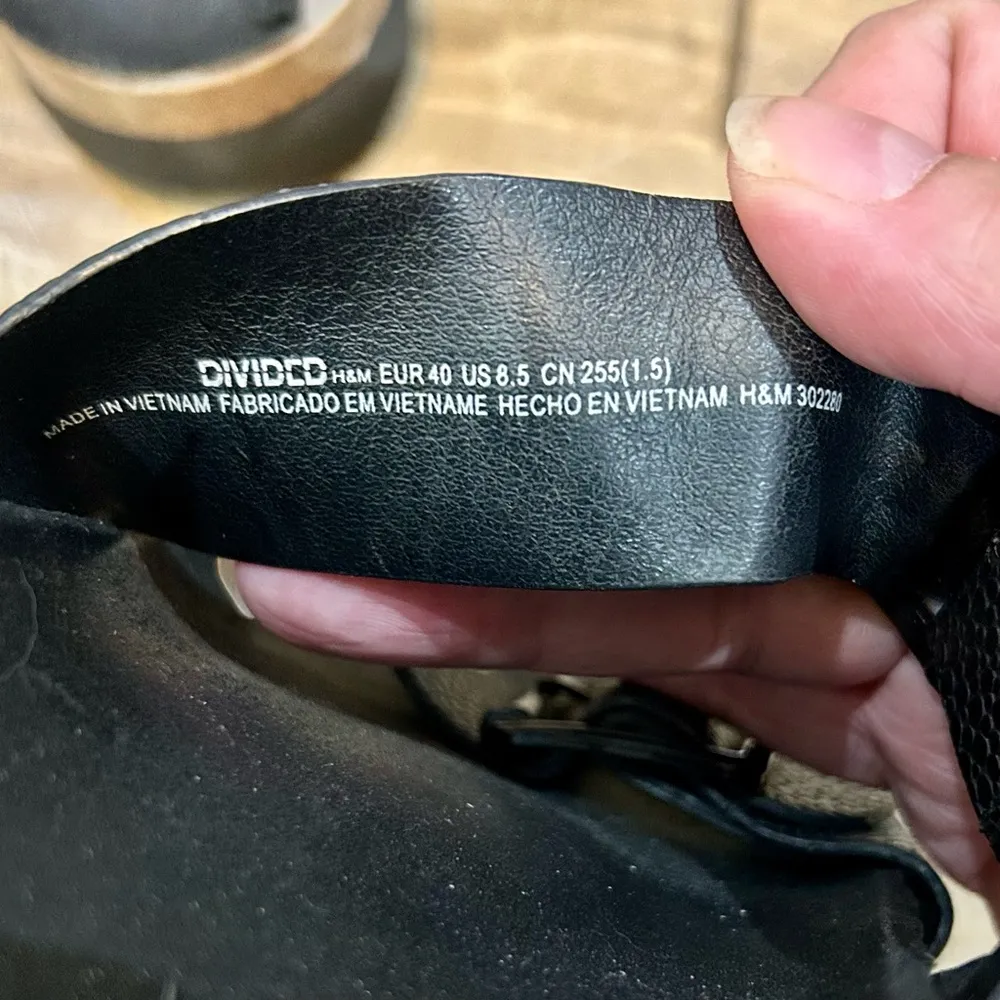 DIVIDED H&M EUR 40 US 8.5 CN 255(1.5)
MADE IN VIETNAM FABRICADO EM VIETNAME HECHO EN VIETNAM H&M 302280